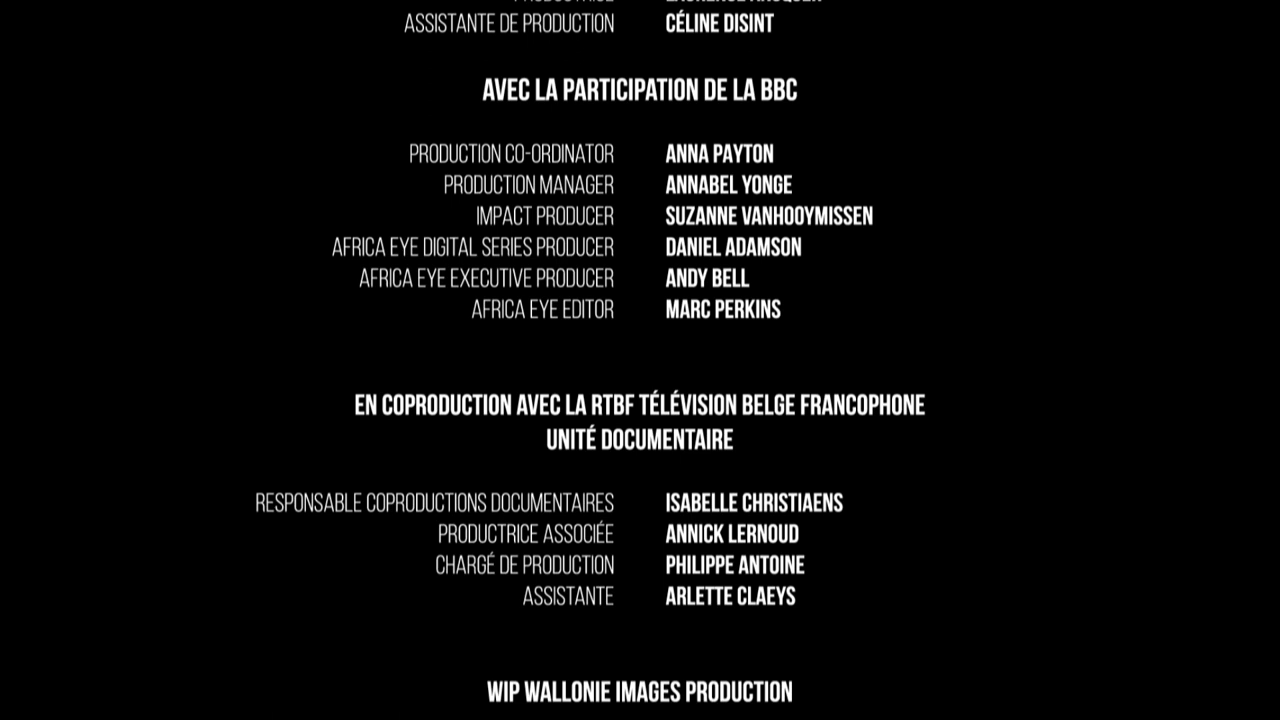 ASSISTANTE DE PRODUCTION CÉLINE DISINT
AVEC LA PARTICIPATION DE LA BBC
PRODUCTION CO-ORDINATOR ANNA PAYTON
PRODUCTION MANAGER ANNABEL YONGE
IMPACT PRODUCER SUZANNE VANHOOYMISSEN
AFRICA EYE DIGITAL SERIES PRODUCER DANIEL ADAMSON
AFRICA EYE EXECUTIVE PRODUCER ANDY BELL
AFRICA EYE EDITOR MARC PERKINS
EN COPRODUCTION AVEC LA RTBF TÉLÉVISION BELGE FRANCOPHONE
UNITÉ DOCUMENTAIRE
RESPONSABLE COPRODUCTIONS DOCUMENTAIRES ISABELLE CHRISTIAENS
PRODUCTRICE ASSOCIÉE ANNICK LERNOUD
CHARGÉ DE PRODUCTION PHILIPPE ANTOINE
ASSISTANTE ARLETTE CLAEYS
WIP WALLONIE IMAGES PRODUCTION